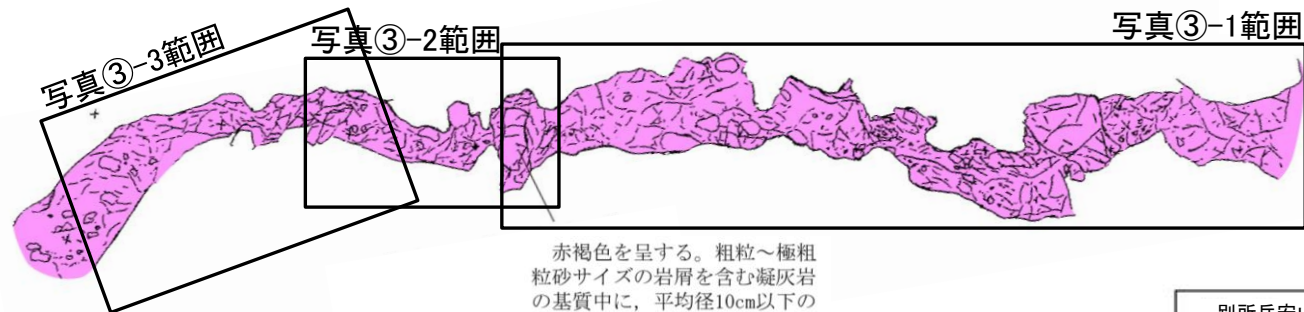 写真③-3範囲
写真③-2範囲
写真③-1範囲
赤褐色を呈する。粗粒～極粗
粒砂サイズの岩屑を含む凝灰岩
の基質中に，平均径10cm以下の